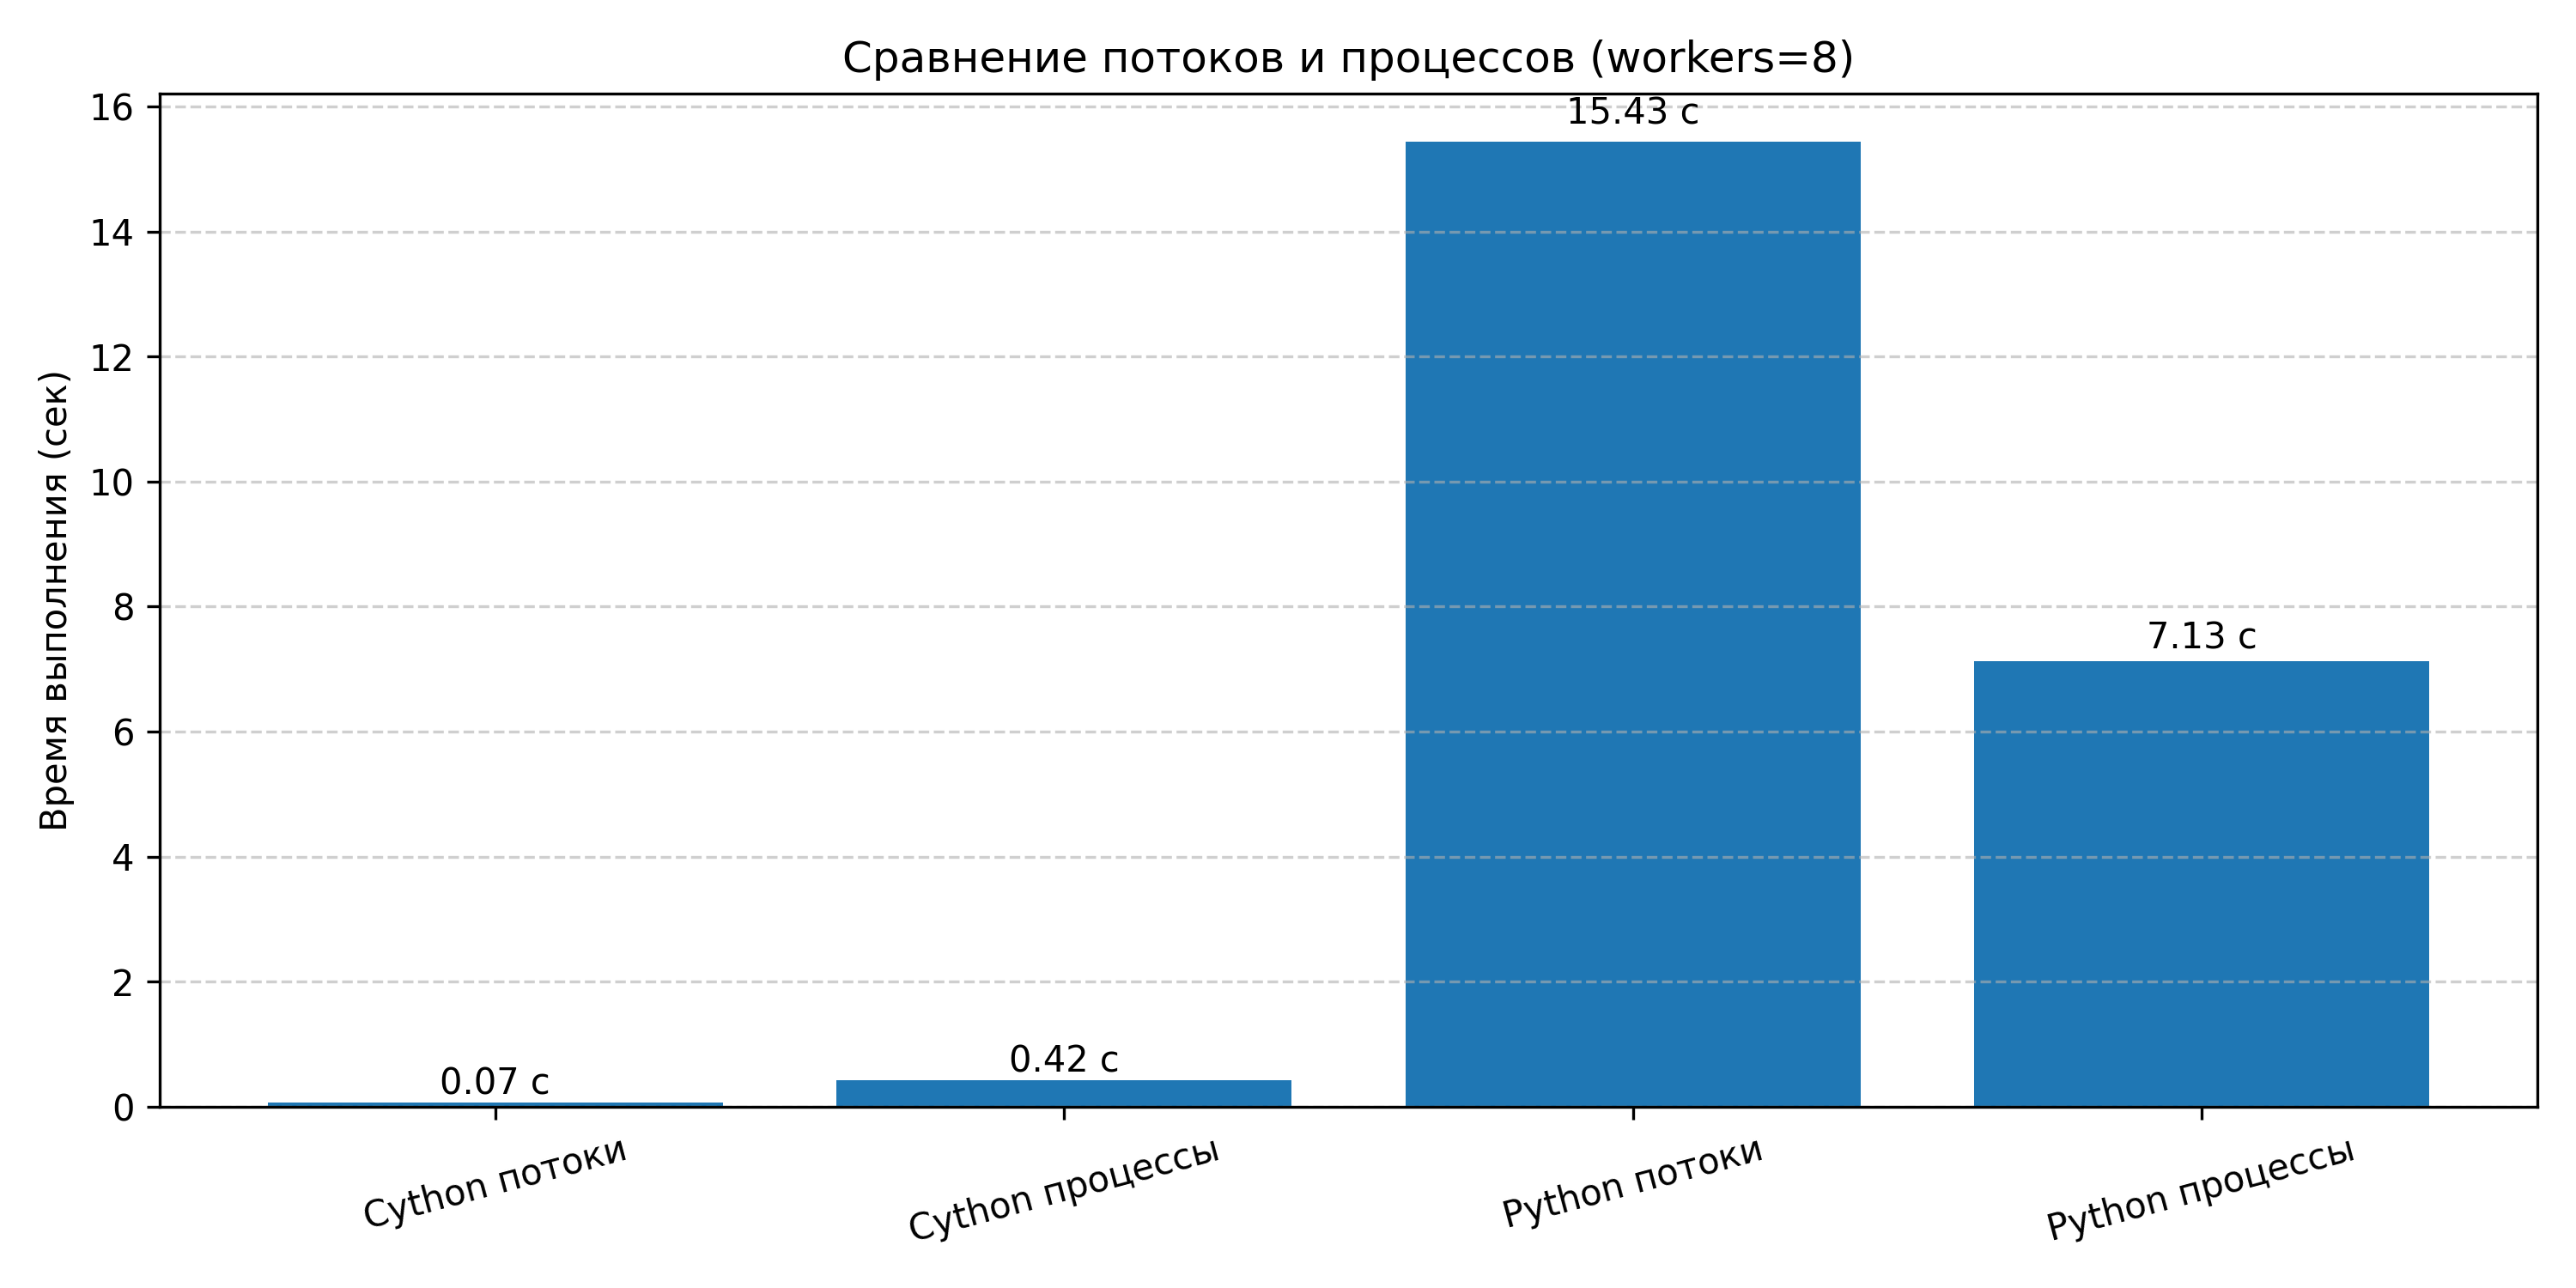 Сравнение потоков и процессов (workers=8)
Время выполнения (сек)
16
14
12
10
8
6
4
2
0
0.07 с
0.42 с
15.43 с
7.13 с
Cython потоки
Cython процессы
Python потоки
Python процессы